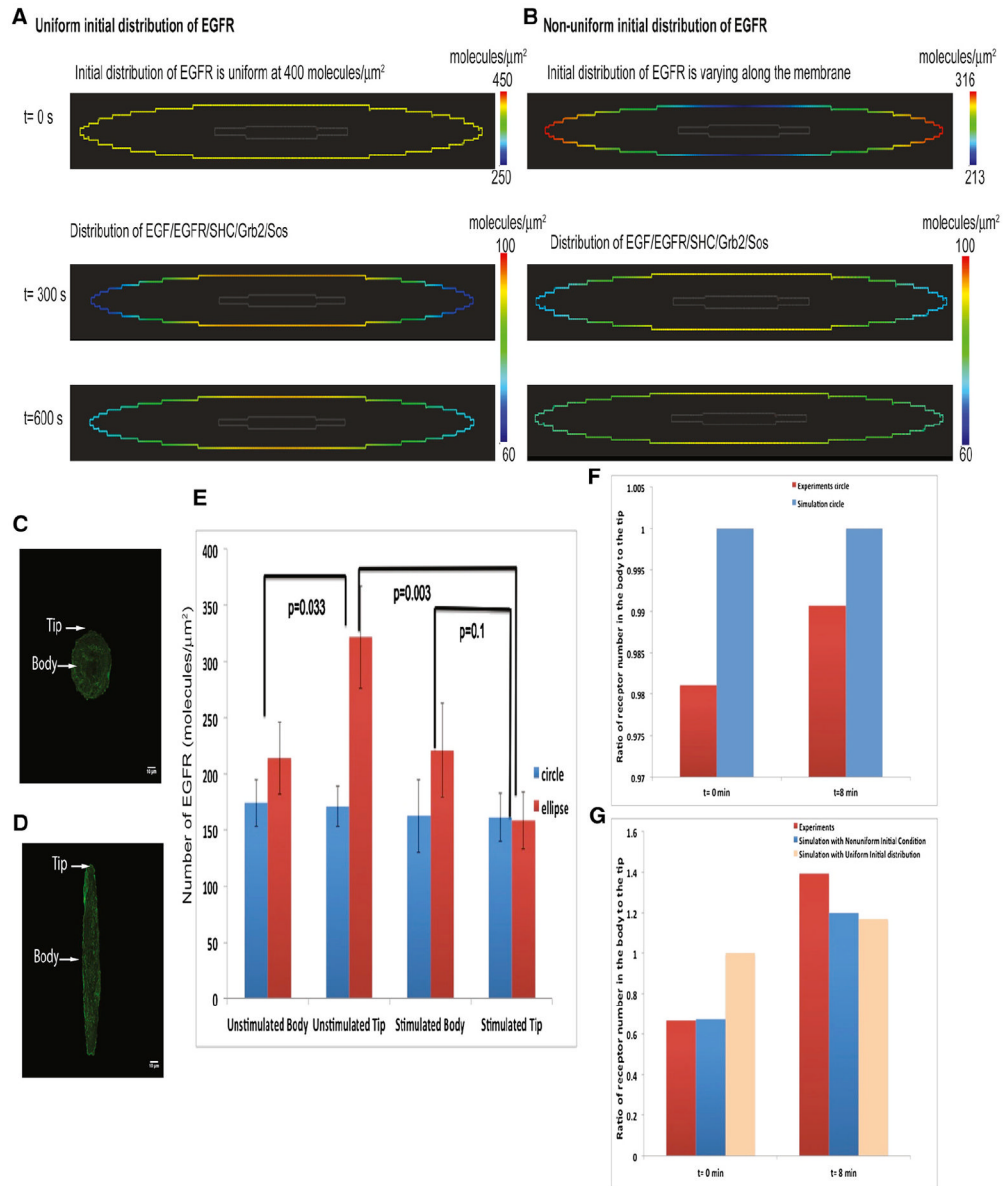 A Uniform initial distribution of EGFR
B Non-uniform initial distribution of EGFR
Initial distribution of EGFR is uniform at 400 molecules/μm²
molecules/μm²
450
Initial distribution of EGFR is varying along the membrane
molecules/μm²
316
t= 0 s
250
213
Distribution of EGF/EGFR/SHC/Grb2/Sos
molecules/μm²
100
Distribution of EGF/EGFR/SHC/Grb2/Sos
molecules/μm²
100
t= 300 s
t=600 s
60
60
C
Tip
Body
10 μm
D
Tip
Body
10 μm
E
Number of EGFR (molecules/μm²)
400
350
300
250
200
150
100
50
0
p=0.033
p=0.003
p=0.1
circle
ellipse
Unstimulated Body
Unstimulated Tip
Stimulated Body
Stimulated Tip
F
Experiments circle
Simulation circle
Ratio of receptor number in the body to the tip
1.005
1
0.995
0.99
0.985
0.98
0.975
0.97
t= 0 min
t=8 min
G
Experiments
Simulation with Nonuniform Initial Condition
Simulation with Uniform Initial distribution
Ratio of receptor number in the body to the tip
1.6
1.4
1.2
1
0.8
0.6
0.4
0.2
0
t= 0 min
t= 8 min